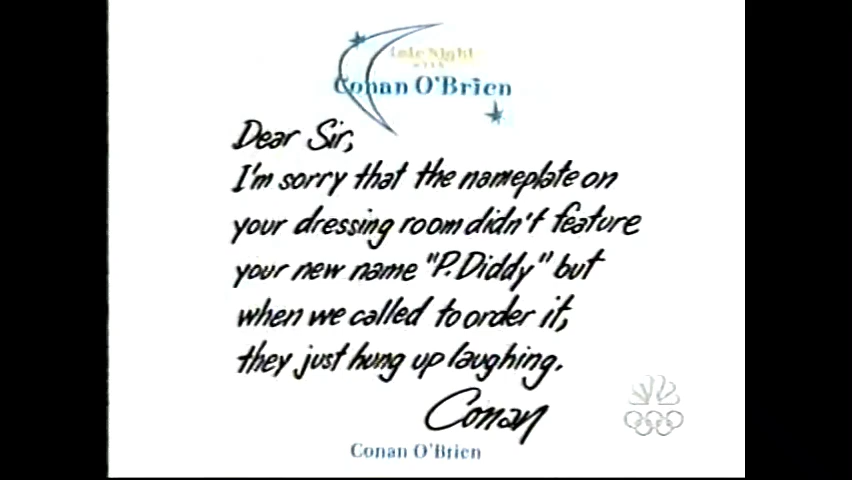 Late Night
WITH
Conan O'Brien
Dear Sir,
I'm sorry that the nameplate on
your dressing room didn't feature
your new name "P. Diddy" but
when we called to order it,
they just hung up laughing.
Conan
Conan O'Brien